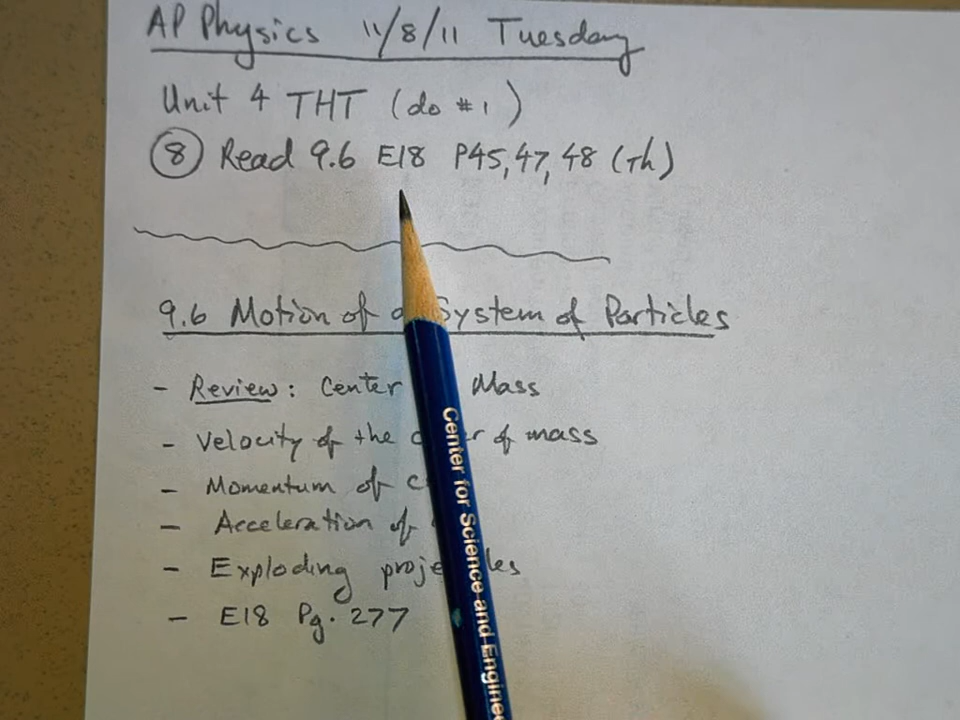 AP Physics 11/8/11 Tuesday
Unit 4 THT (do #1)
8 Read 9.6 E18 P45, 47, 48 (Th)
9.6 Motion of a System of Particles
- Review: Center Mass
- Velocity of the of mass
- Momentum of
- Acceleration of
- Exploding
- E18 Pg. 277
Center for Science and